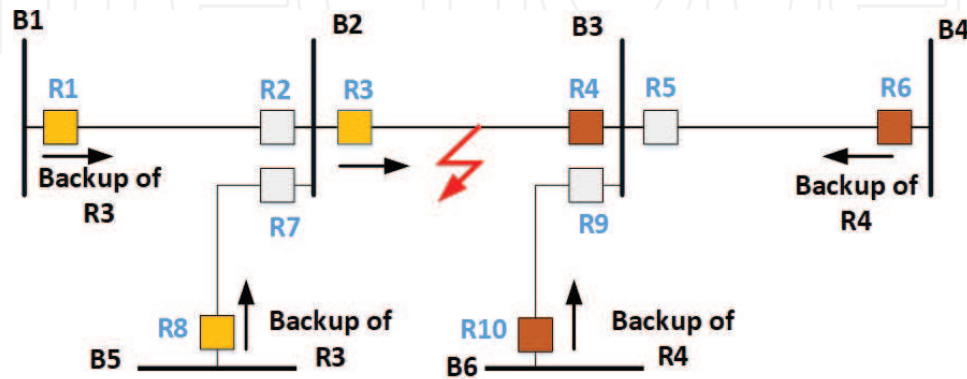 B1
B2
B3
B4
R1
R2
R3
R4
R5
R6
Backup of
R3
R7
R9
Backup of
R4
R8
Backup of
R3
R10
Backup of
R4
B5
B6